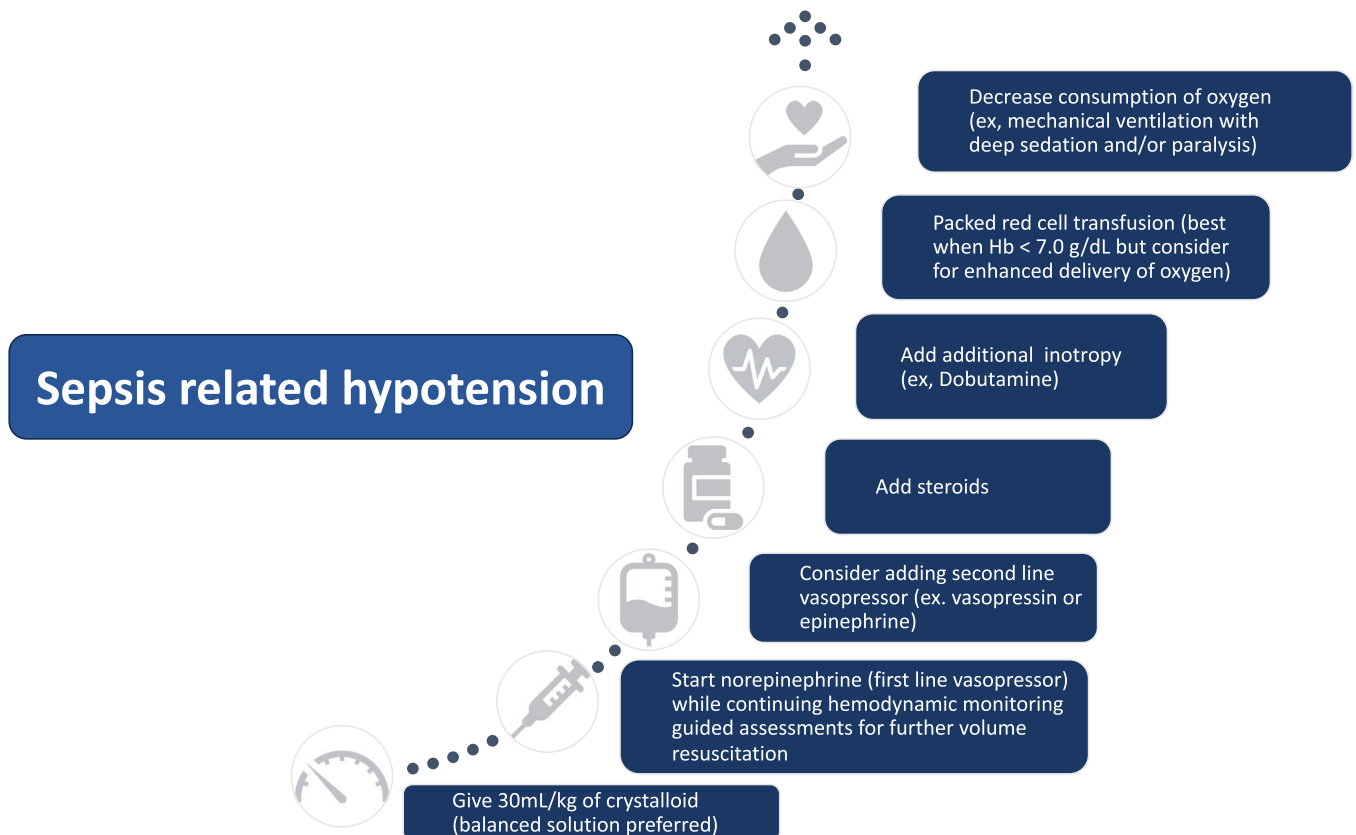 Decrease consumption of oxygen
(ex, mechanical ventilation with
deep sedation and/or paralysis)
Packed red cell transfusion (best
when Hb < 7.0 g/dL but consider
for enhanced delivery of oxygen)
Sepsis related hypotension
Add additional inotropy
(ex, Dobutamine)
Add steroids
Consider adding second line
vasopressor (ex. vasopressin or
epinephrine)
Start norepinephrine (first line vasopressor)
while continuing hemodynamic monitoring
guided assessments for further volume
resuscitation
Give 30mL/kg of crystalloid
(balanced solution preferred)